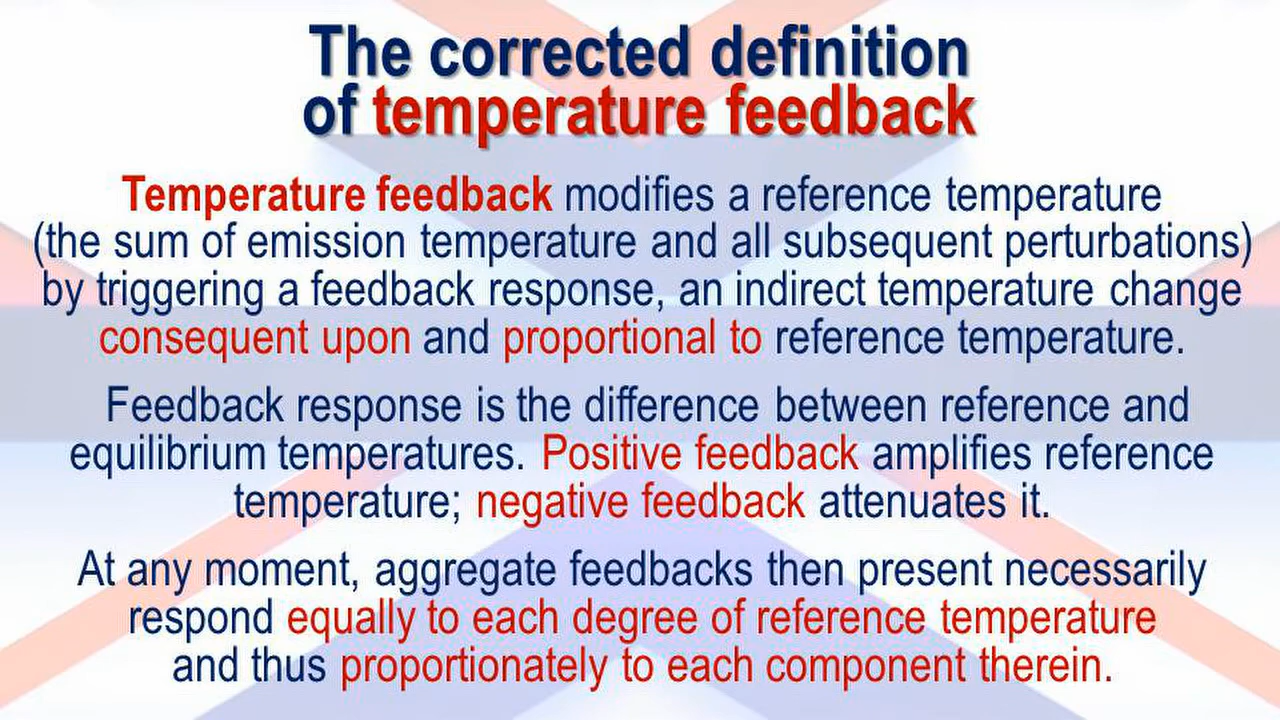 The corrected definition
of temperature feedback
Temperature feedback modifies a reference temperature
(the sum of emission temperature and all subsequent perturbations)
by triggering a feedback response, an indirect temperature change
consequent upon and proportional to reference temperature.
Feedback response is the difference between reference and
equilibrium temperatures. Positive feedback amplifies reference
temperature; negative feedback attenuates it.
At any moment, aggregate feedbacks then present necessarily
respond equally to each degree of reference temperature
and thus proportionately to each component therein.